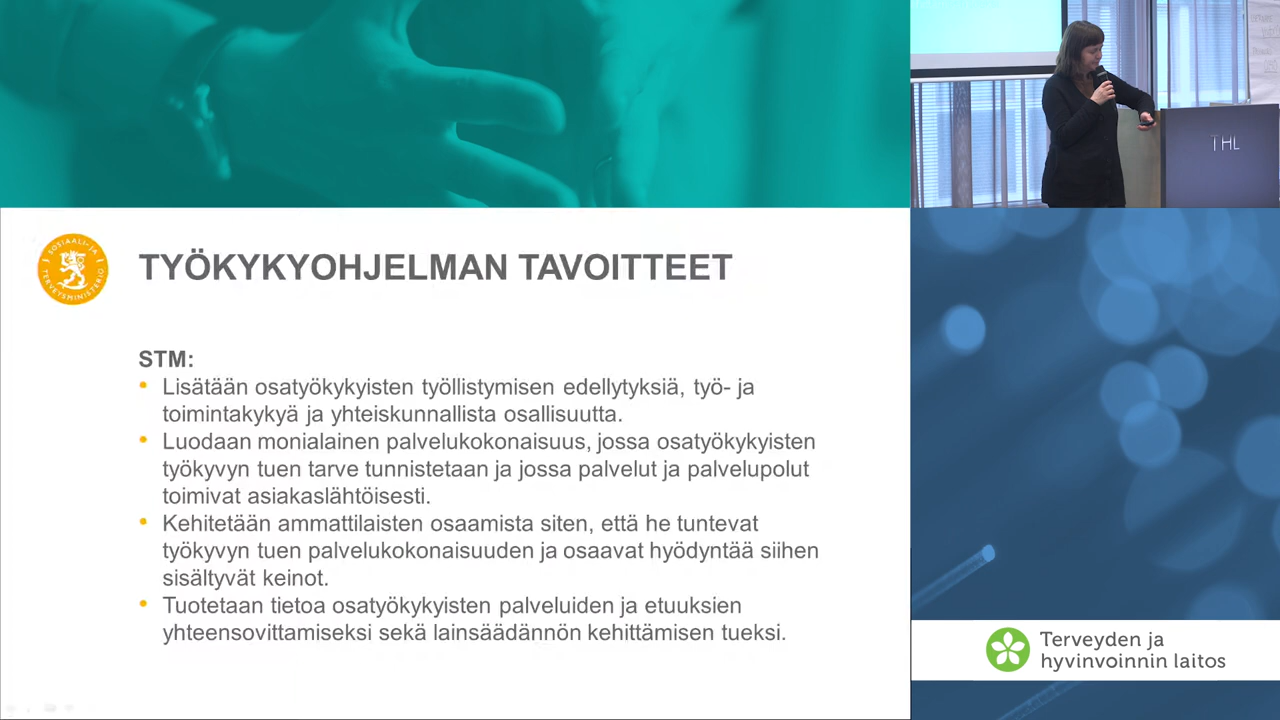 THL
SOSIAALI- JA
TERVEYSMINISTERIÖ
TYÖKYKYOHJELMAN TAVOITTEET
STM:
• Lisätään osatyökykyisten työllistymisen edellytyksiä, työ- ja
toimintakykyä ja yhteiskunnallista osallisuutta.
• Luodaan monialainen palvelukokonaisuus, jossa osatyökykyisten
työkyvyn tuen tarve tunnistetaan ja jossa palvelut ja palvelupolut
toimivat asiakaslähtöisesti.
• Kehitetään ammattilaisten osaamista siten, että he tuntevat
työkyvyn tuen palvelukokonaisuuden ja osaavat hyödyntää siihen
sisältyvät keinot.
• Tuotetaan tietoa osatyökykyisten palveluiden ja etuuksien
yhteensovittamiseksi sekä lainsäädännön kehittämisen tueksi.
Terveyden ja
hyvinvoinnin laitos